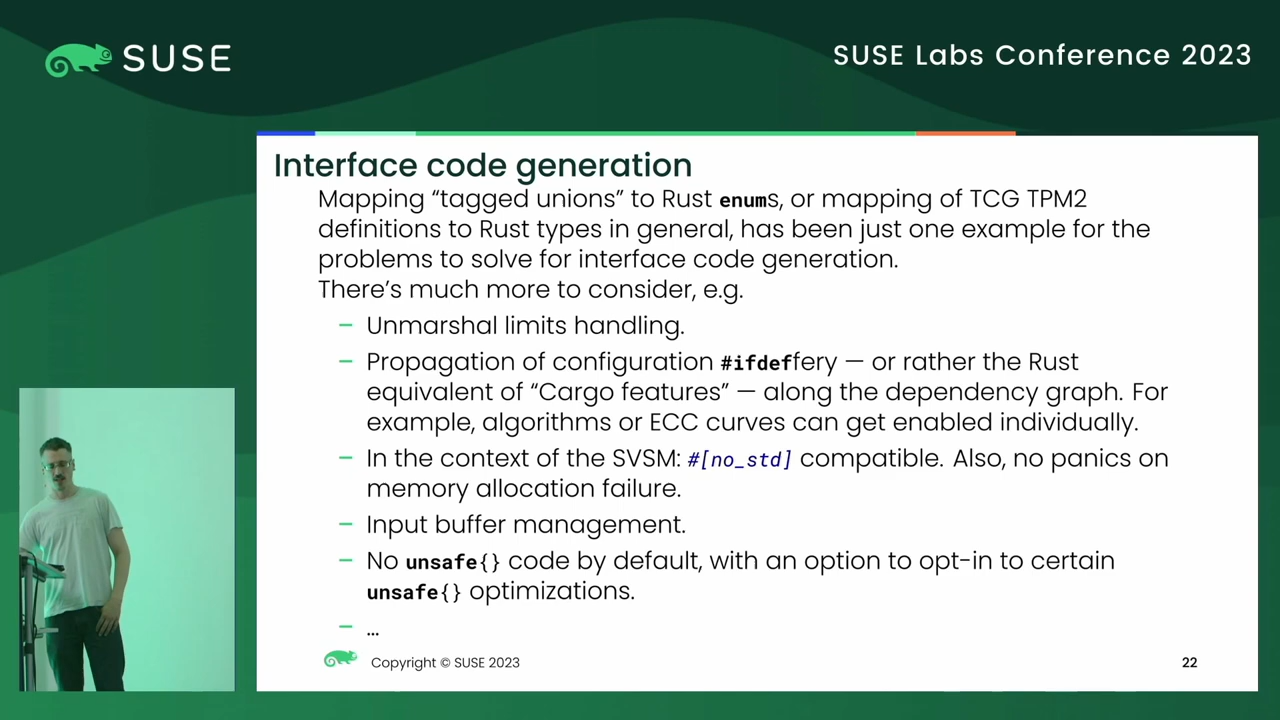 SUSE
SUSE Labs Conference 2023
Interface code generation
Mapping “tagged unions” to Rust enums, or mapping of TCG TPM2
definitions to Rust types in general, has been just one example for the
problems to solve for interface code generation.
There’s much more to consider, e.g.
– Unmarshal limits handling.
– Propagation of configuration #ifdeffery — or rather the Rust
equivalent of “Cargo features” — along the dependency graph. For
example, algorithms or ECC curves can get enabled individually.
– In the context of the SVSM: #[no_std] compatible. Also, no panics on
memory allocation failure.
– Input buffer management.
– No unsafe{} code by default, with an option to opt-in to certain
unsafe{} optimizations.
– …
Copyright © SUSE 2023
22